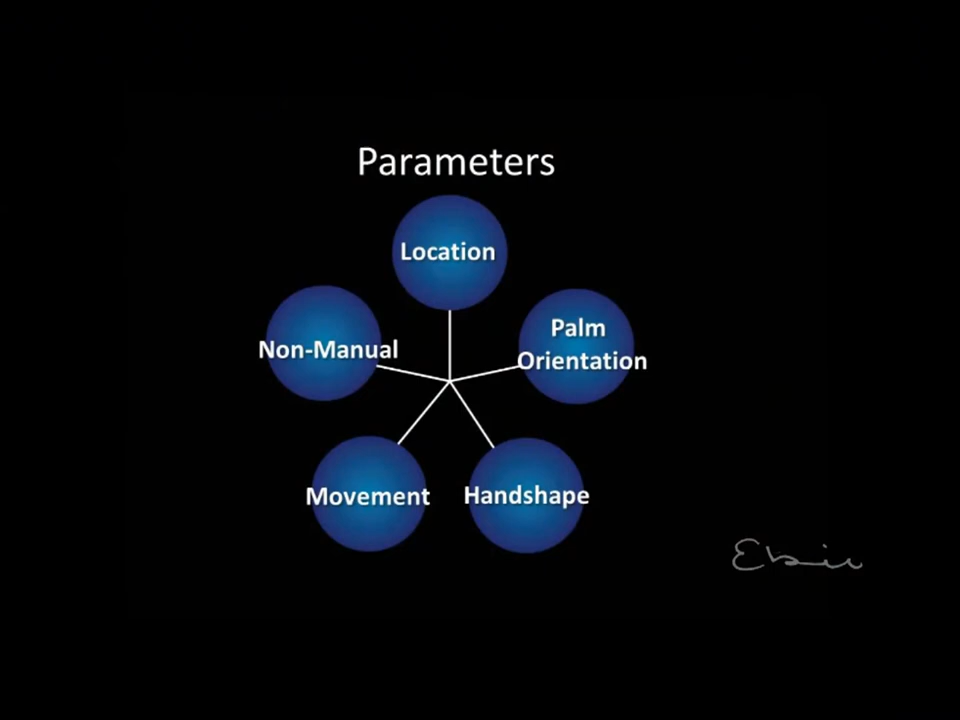 Parameters
Location
Non-Manual
Palm
Orientation
Movement
Handshape